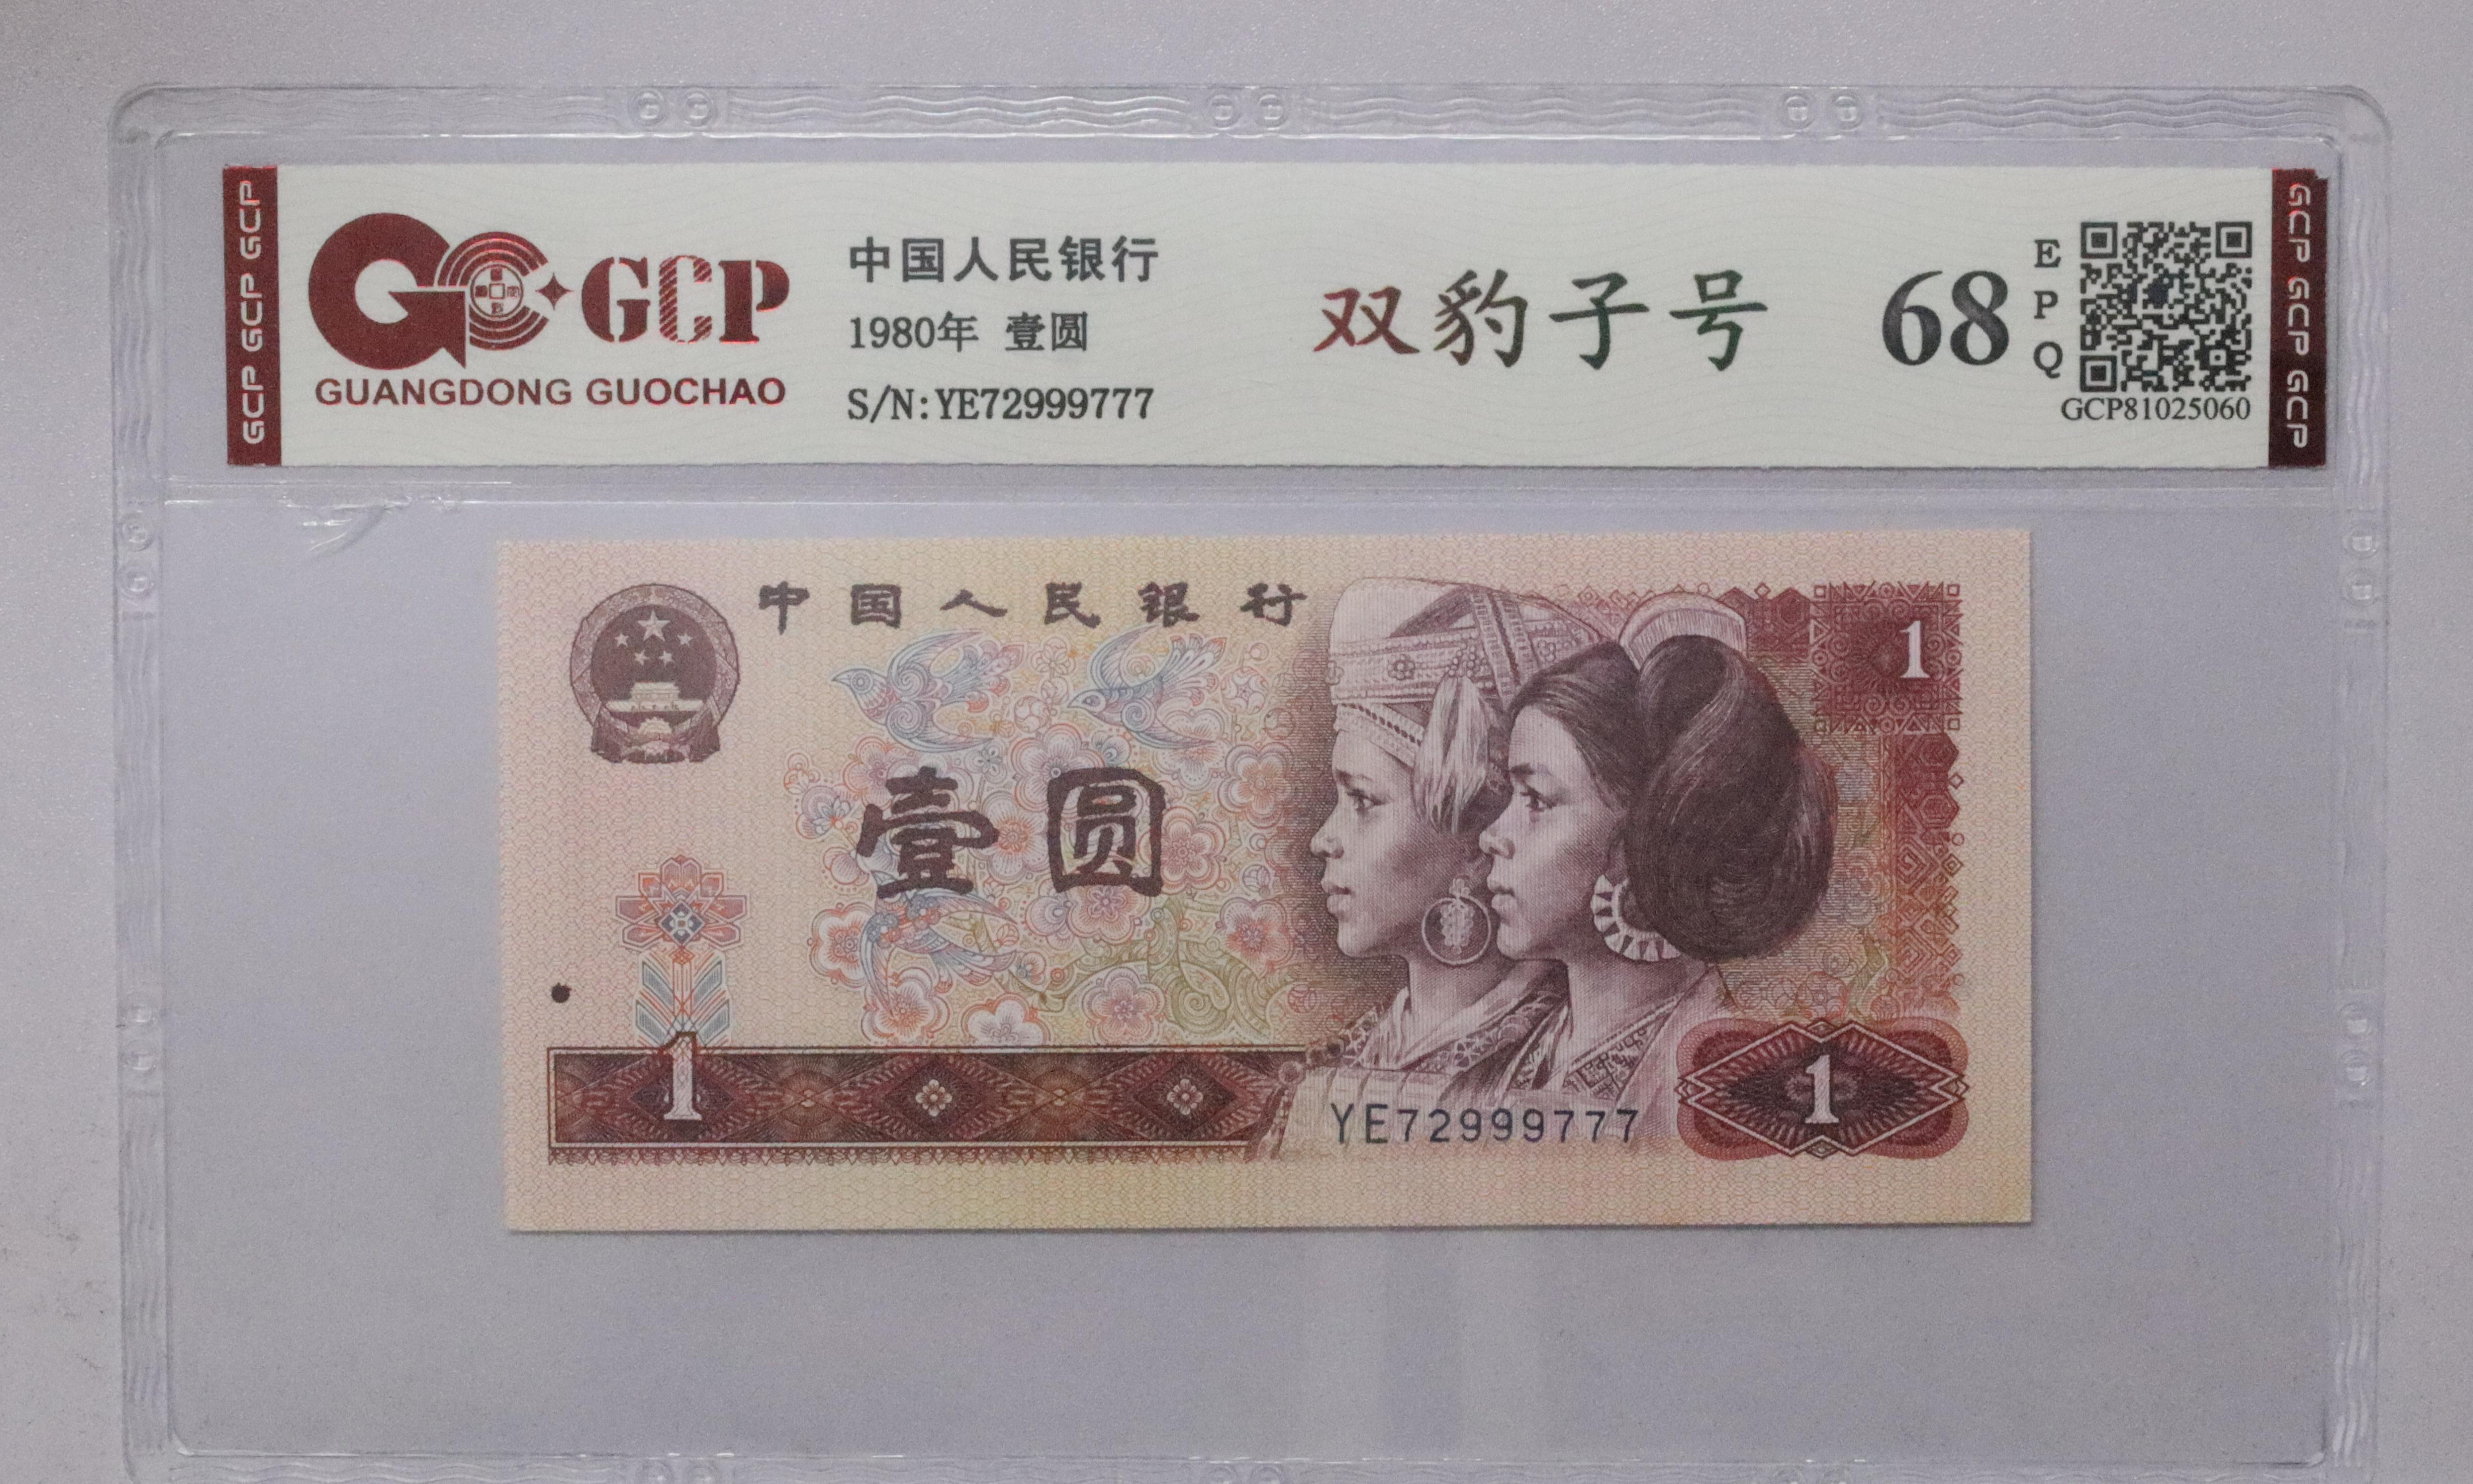 GCP GCP GCP
GCP
GUANGDONG GUOCHAO
中国人民银行
1980年 壹圆
S/N:YE72999777
双豹子号
68
EPQ
GCP81025060
GCP GCP GCP
中国人民银行
1
壹圆
1
YE72999777
1